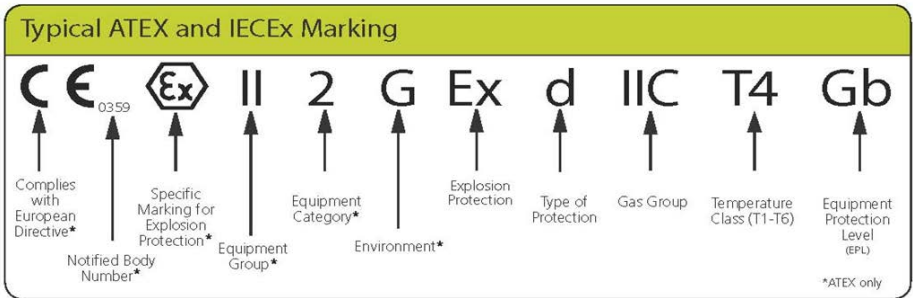 Typical ATEX and IECEx Marking
CE 0359 Ex II 2 G Ex d IIC T4 Gb
Complies
with
European
Directive*
Notified Body
Number*
Specific
Marking for
Explosion
Protection*
Equipment
Group*
Equipment
Category*
Environment*
Explosion
Protection
Type of
Protection
Gas Group
Temperature
Class (T1-T6)
Equipment
Protection
Level
(EPL)
*ATEX only